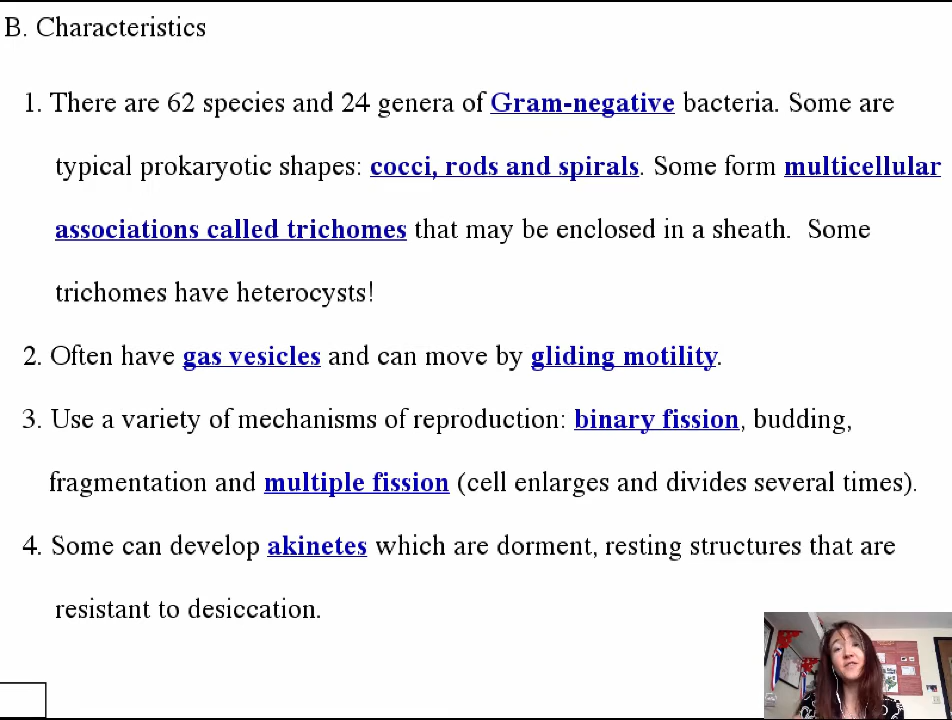 B. Characteristics
1. There are 62 species and 24 genera of Gram-negative bacteria. Some are
typical prokaryotic shapes: cocci, rods and spirals. Some form multicellular
associations called trichomes that may be enclosed in a sheath. Some
trichomes have heterocysts!
2. Often have gas vesicles and can move by gliding motility.
3. Use a variety of mechanisms of reproduction: binary fission, budding,
fragmentation and multiple fission (cell enlarges and divides several times).
4. Some can develop akinetes which are dorment, resting structures that are
resistant to desiccation.